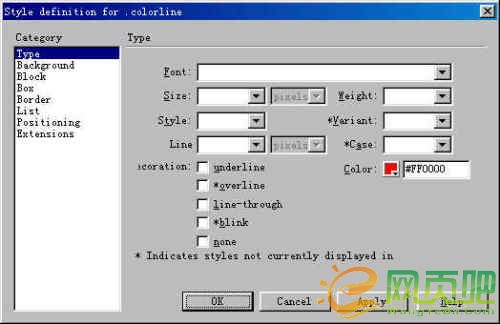 Style definition for .colorline
Category
Type
Type
Background
Block
Box
Border
List
Positioning
Extensions
Font:
Size: pixels Weight:
Style: *Variant:
Line pixels *Case:
coration: underline Color: #FF0000
*overline
line-through
*blink
none
* Indicates styles not currently displayed in
OK Cancel Apply Help
网页吧